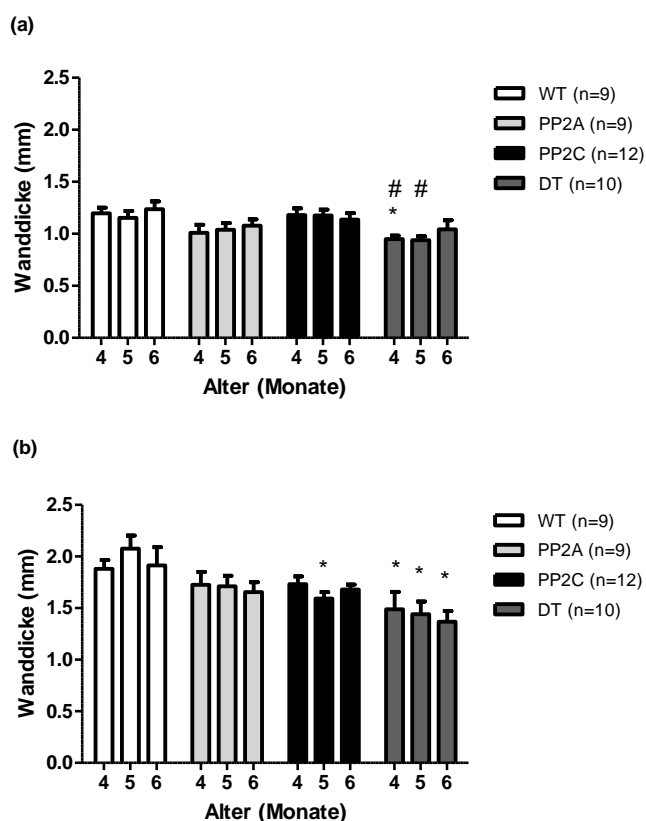 (a)
2.5
2.0
1.5
1.0
0.5
0.0
Wanddicke (mm)
# #
*
4 5 6 4 5 6 4 5 6 4 5 6
Alter (Monate)
WT (n=9)
PP2A (n=9)
PP2C (n=12)
DT (n=10)
(b)
2.5
2.0
1.5
1.0
0.5
0.0
Wanddicke (mm)
* * * *
4 5 6 4 5 6 4 5 6 4 5 6
Alter (Monate)
WT (n=9)
PP2A (n=9)
PP2C (n=12)
DT (n=10)